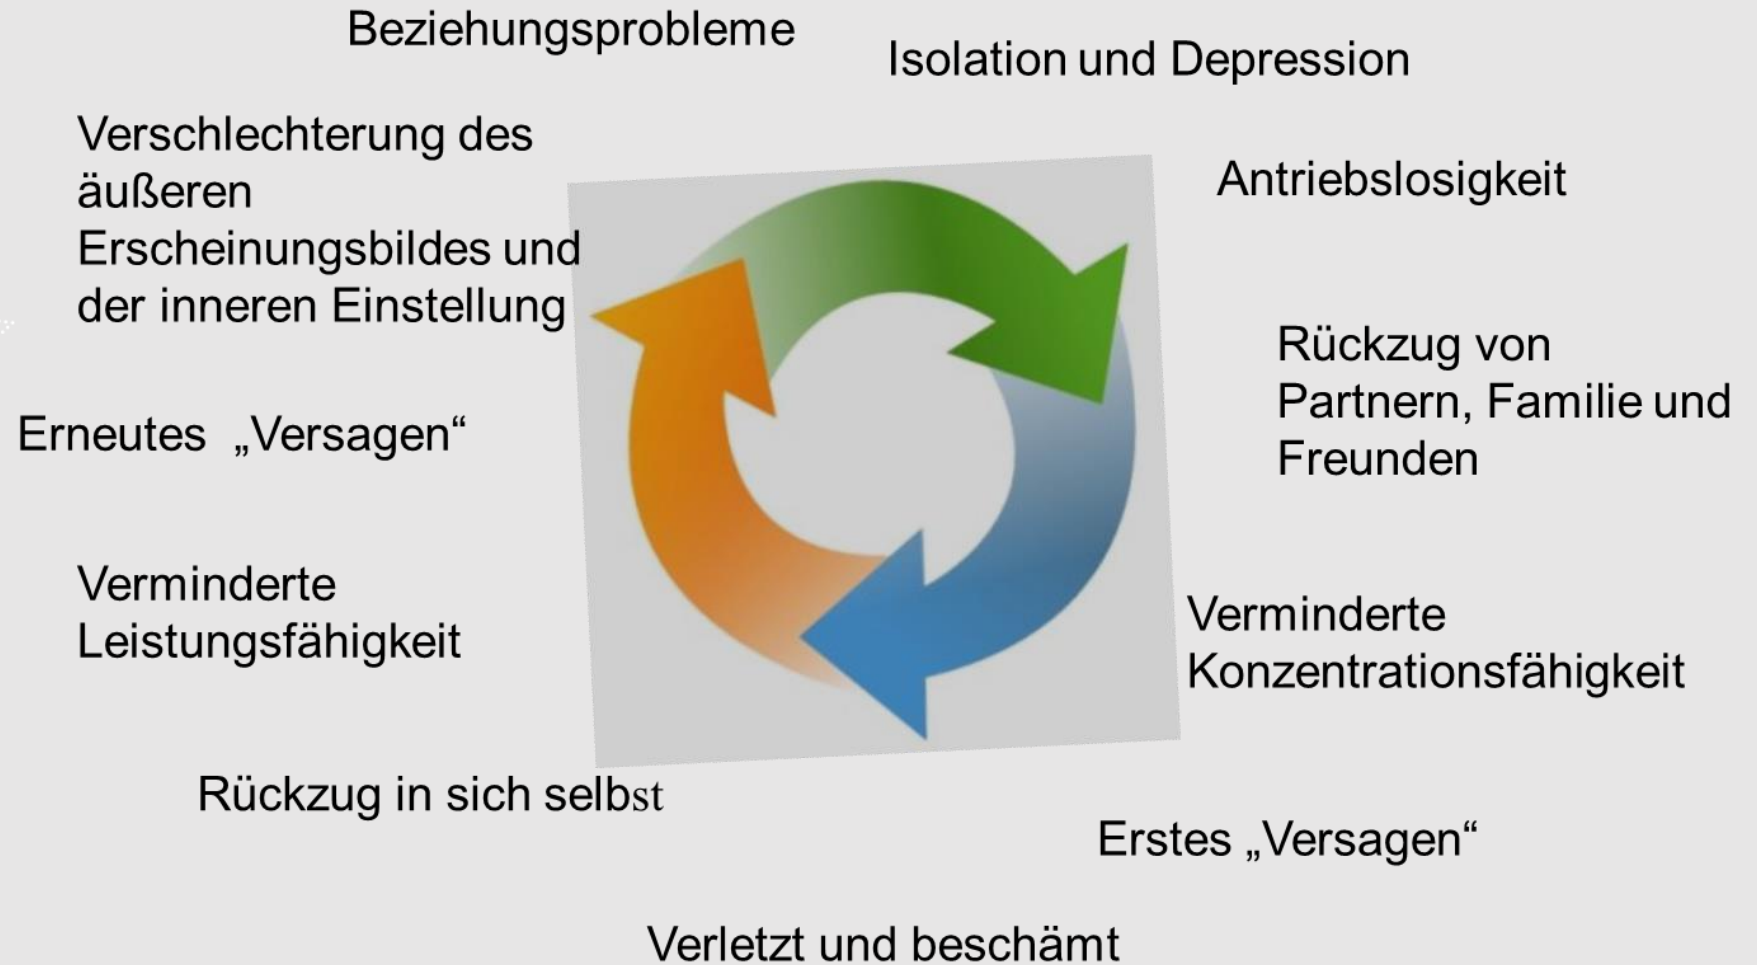 Beziehungsprobleme
Isolation und Depression
Verschlechterung des
äußeren
Erscheinungsbildes und
der inneren Einstellung
Antriebslosigkeit
Rückzug von
Partnern, Familie und
Freunden
Erneutes „Versagen“
Verminderte
Leistungsfähigkeit
Verminderte
Konzentrationsfähigkeit
Rückzug in sich selbst
Erstes „Versagen“
Verletzt und beschämt